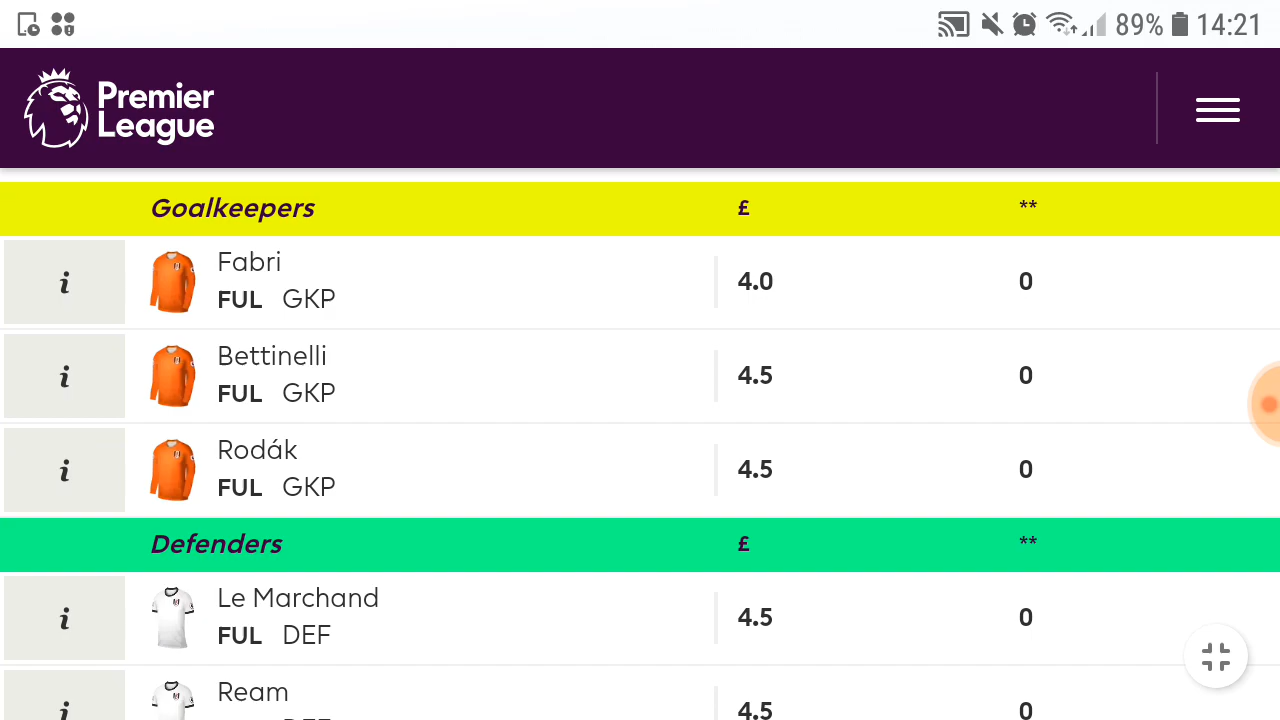 89% 14:21
Premier
League
Goalkeepers £ **
i Fabri 4.0 0
FUL GKP
i Bettinelli 4.5 0
FUL GKP
i Rodák 4.5 0
FUL GKP
Defenders £ **
i Le Marchand 4.5 0
FUL DEF
i Ream 4.5 0